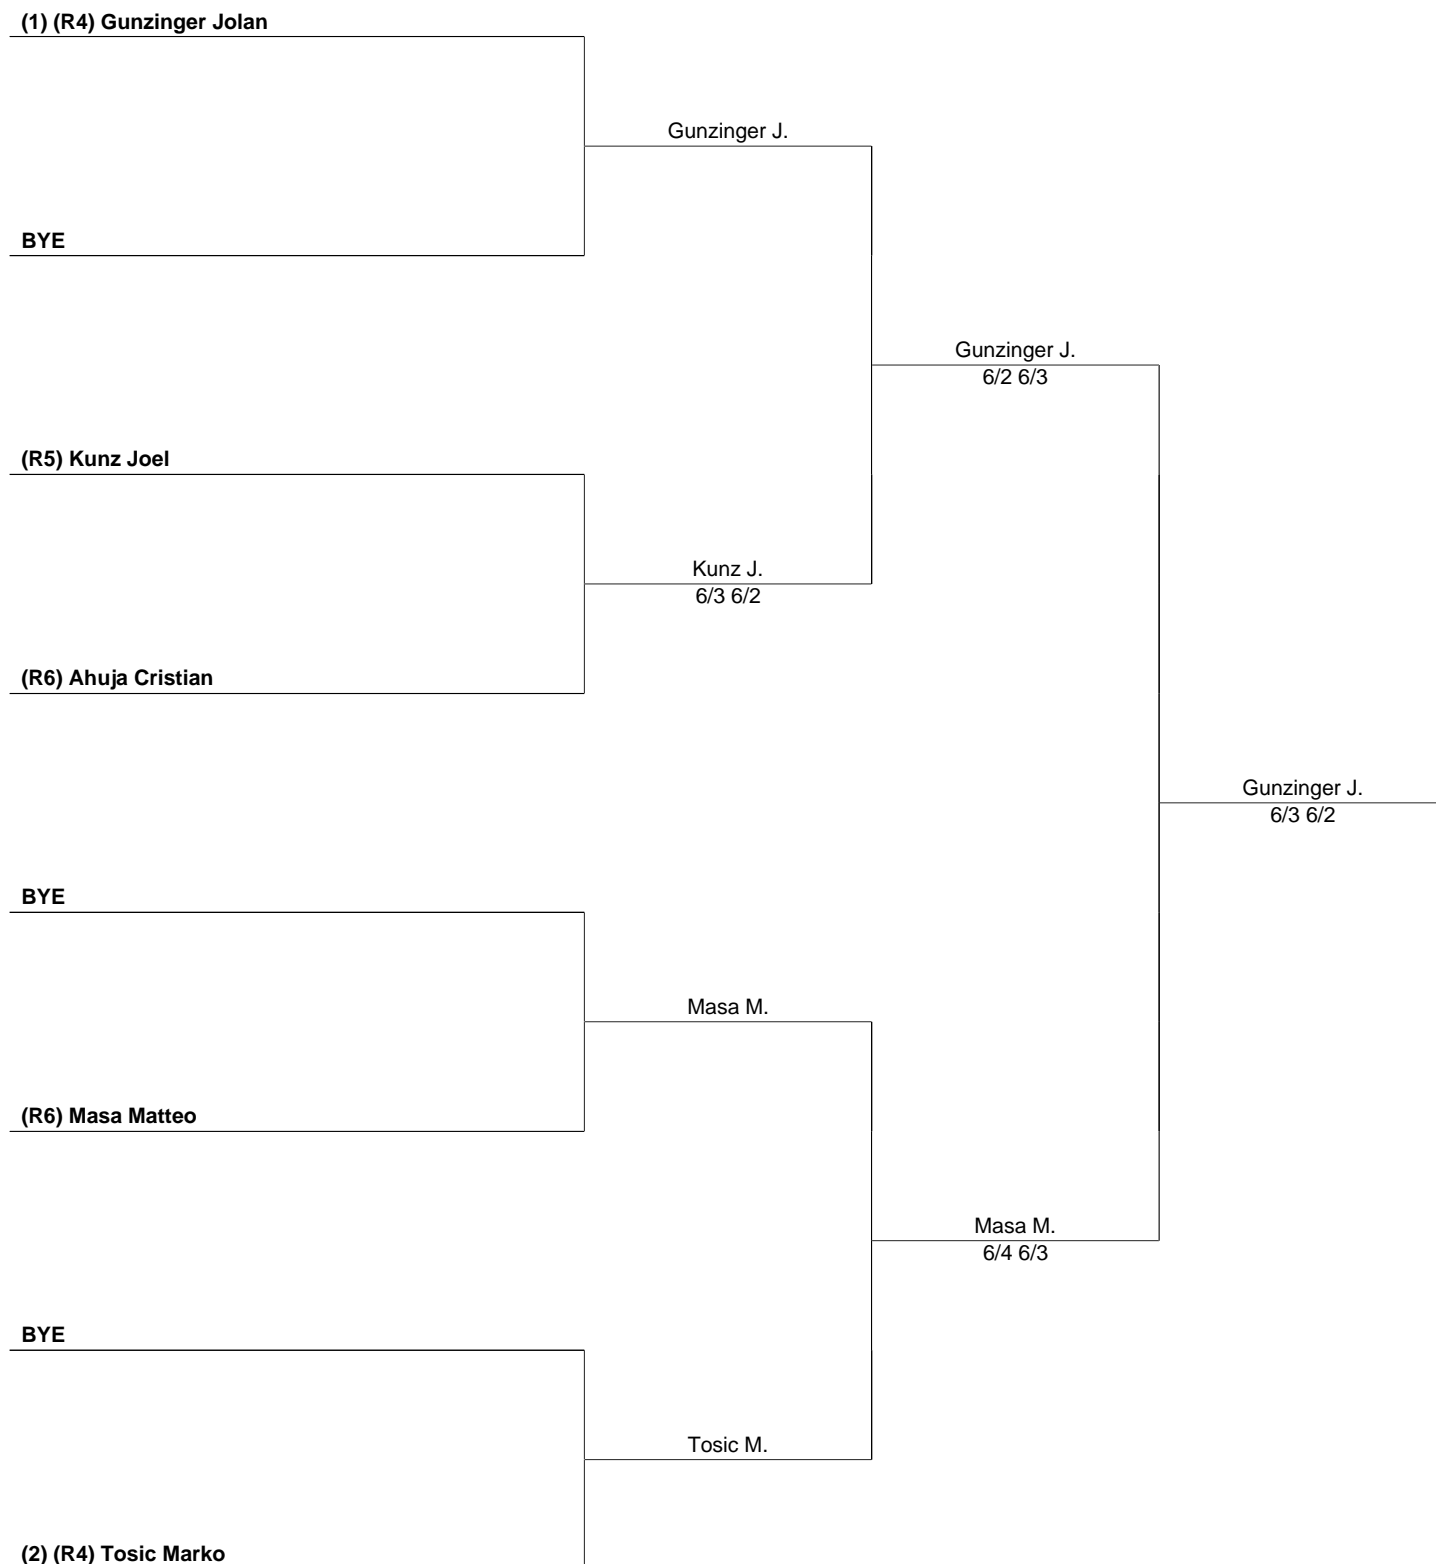 (1) (R4) Gunzinger Jolan
Gunzinger J.
BYE
Gunzinger J.
6/2 6/3
(R5) Kunz Joel
Kunz J.
6/3 6/2
(R6) Ahuja Cristian
Gunzinger J.
6/3 6/2
BYE
Masa M.
(R6) Masa Matteo
Masa M.
6/4 6/3
BYE
Tosic M.
(2) (R4) Tosic Marko